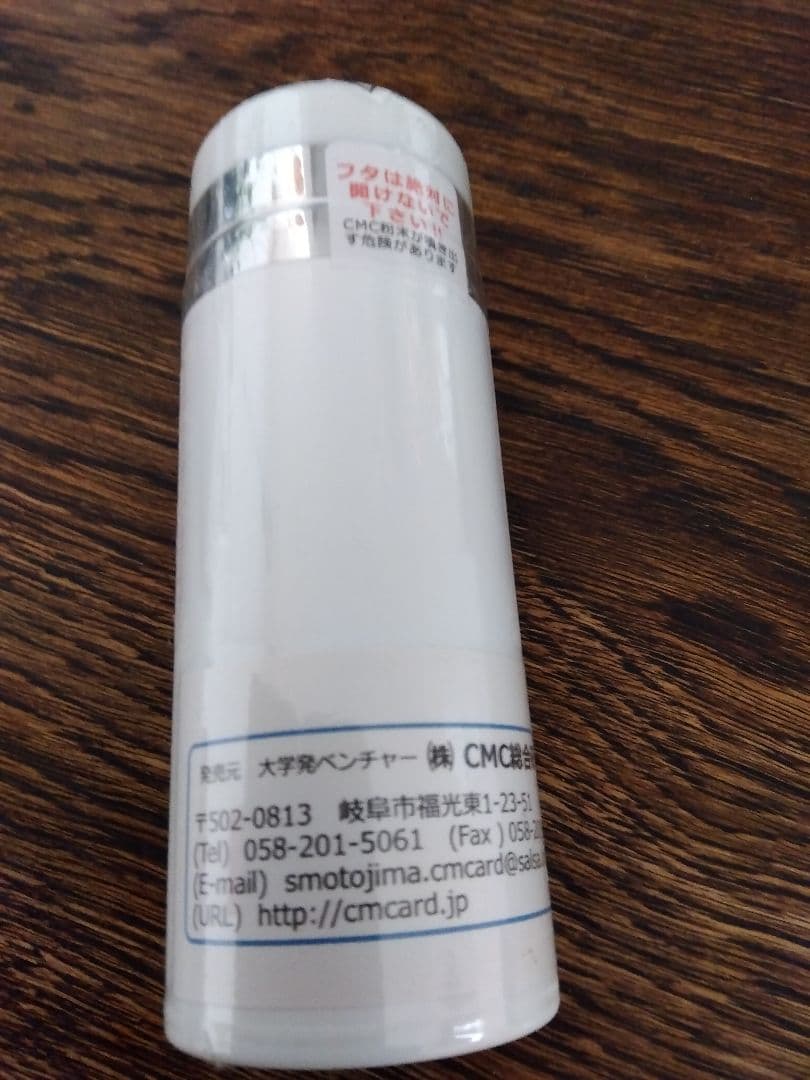 フタは絶対に
開けないで
下さい!!
CMC粉末が噴き出
す危険があります
発売元 大学発ベンチャー ㈱ CMC総合
〒502-0813 岐阜市福光東1-23-51
(Tel) 058-201-5061 (Fax ) 058-20
(E-mail) smotojima.cmcard@salsa.
(URL) http://cmcard.jp